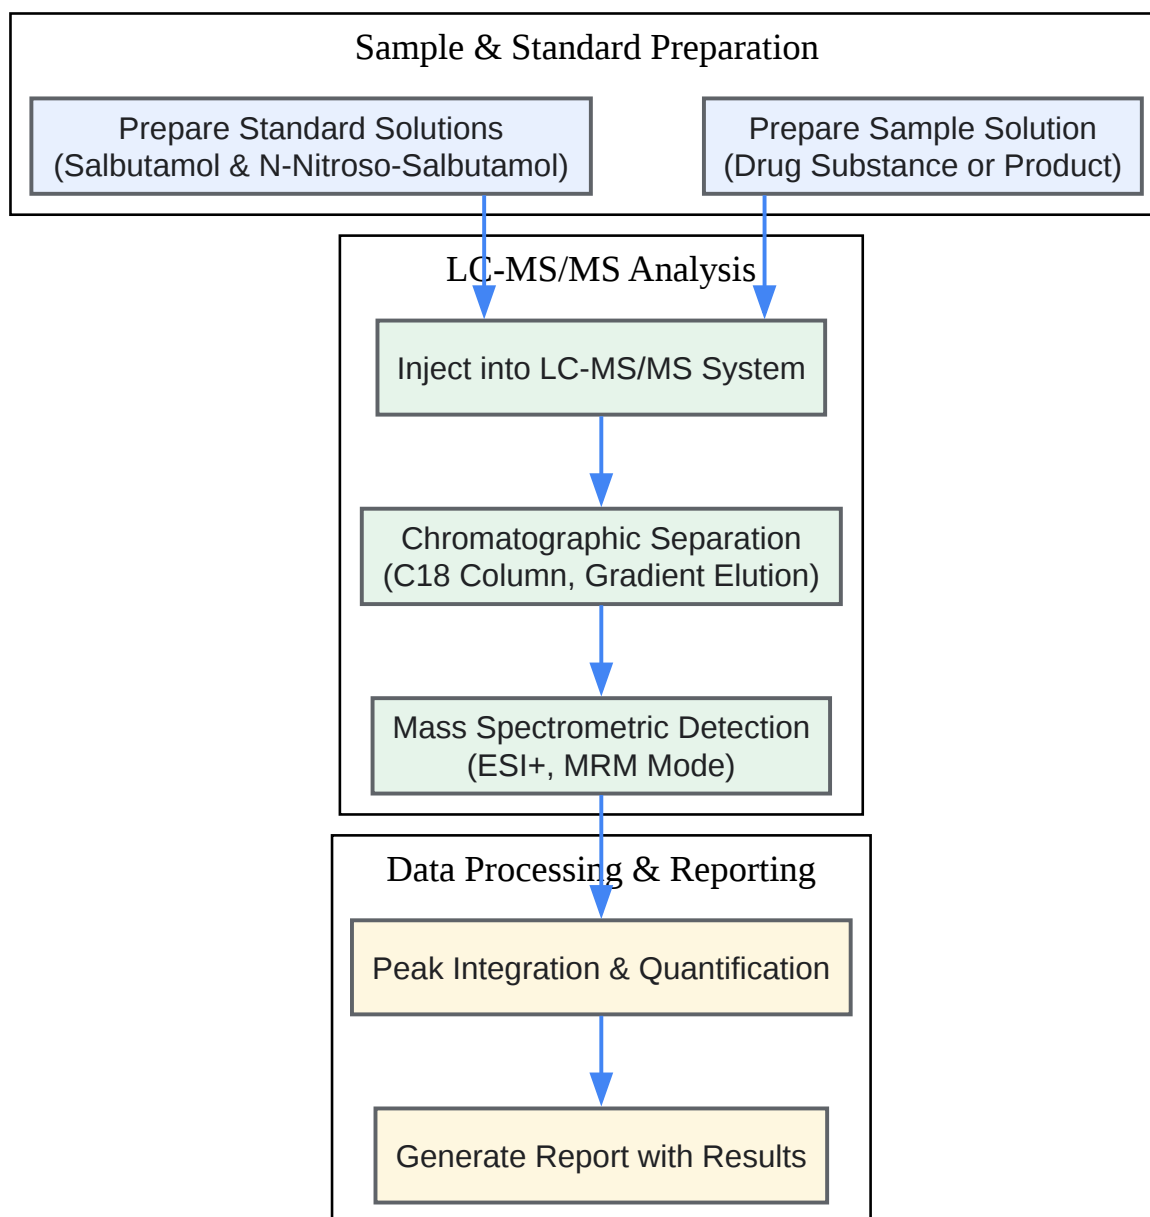 Sample & Standard Preparation
Prepare Standard Solutions
(Salbutamol & N-Nitroso-Salbutamol)
Prepare Sample Solution
(Drug Substance or Product)
LC-MS/MS Analysis
Inject into LC-MS/MS System
Chromatographic Separation
(C18 Column, Gradient Elution)
Mass Spectrometric Detection
(ESI+, MRM Mode)
Data Processing & Reporting
Peak Integration & Quantification
Generate Report with Results